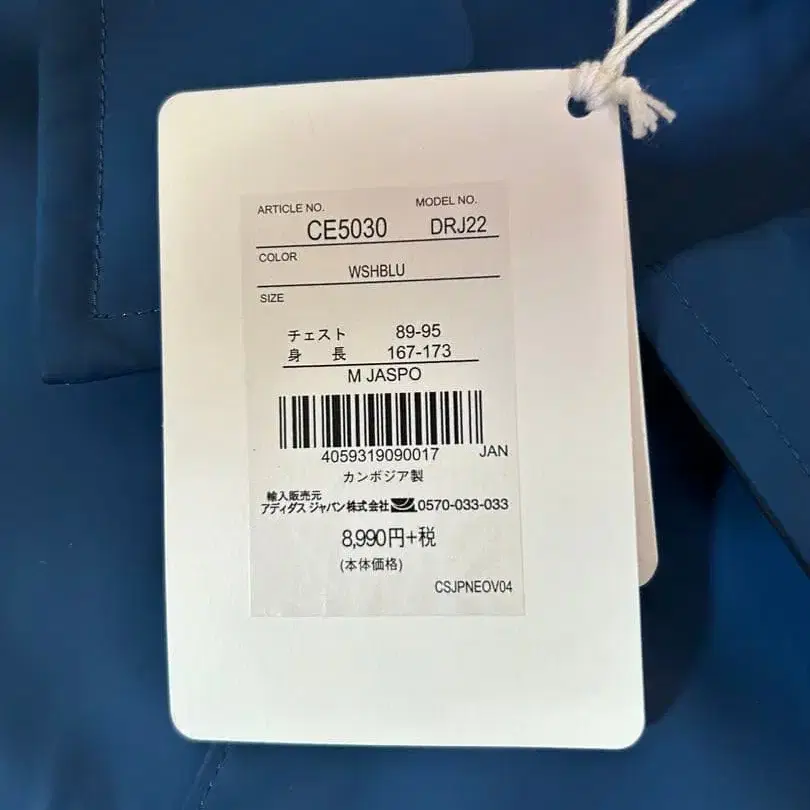 ARTICLE NO. MODEL NO.
CE5030 DRJ22
COLOR
WSHBLU
SIZE
チェスト 89-95
身 長 167-173
M JASPO
4059319090017 JAN
カンボジア製
輸入販売元
アディダス ジャパン株式会社 0570-033-033
8,990円+税
(本体価格)
CSJPNEOV04